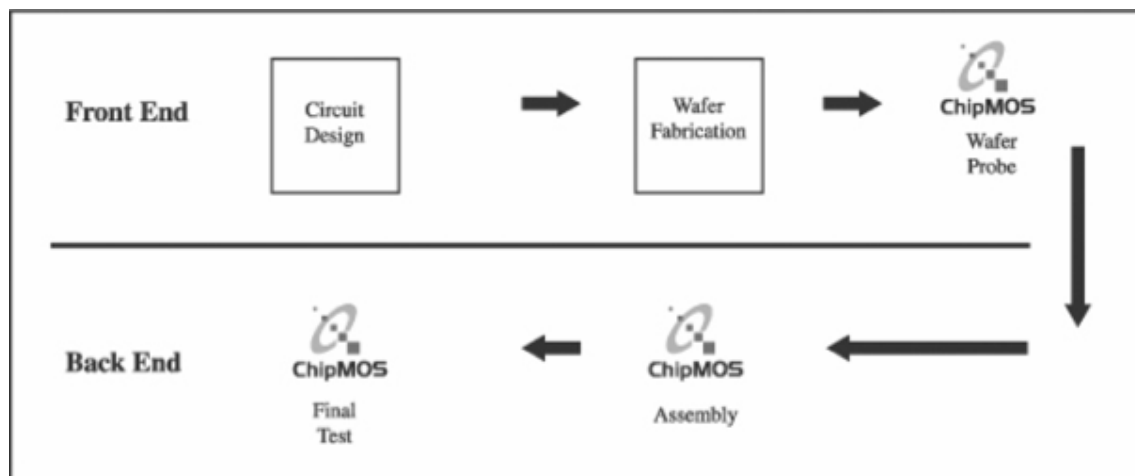 Front End
Circuit
Design
Wafer
Fabrication
ChipMOS
Wafer
Probe
Back End
ChipMOS
Final
Test
ChipMOS
Assembly